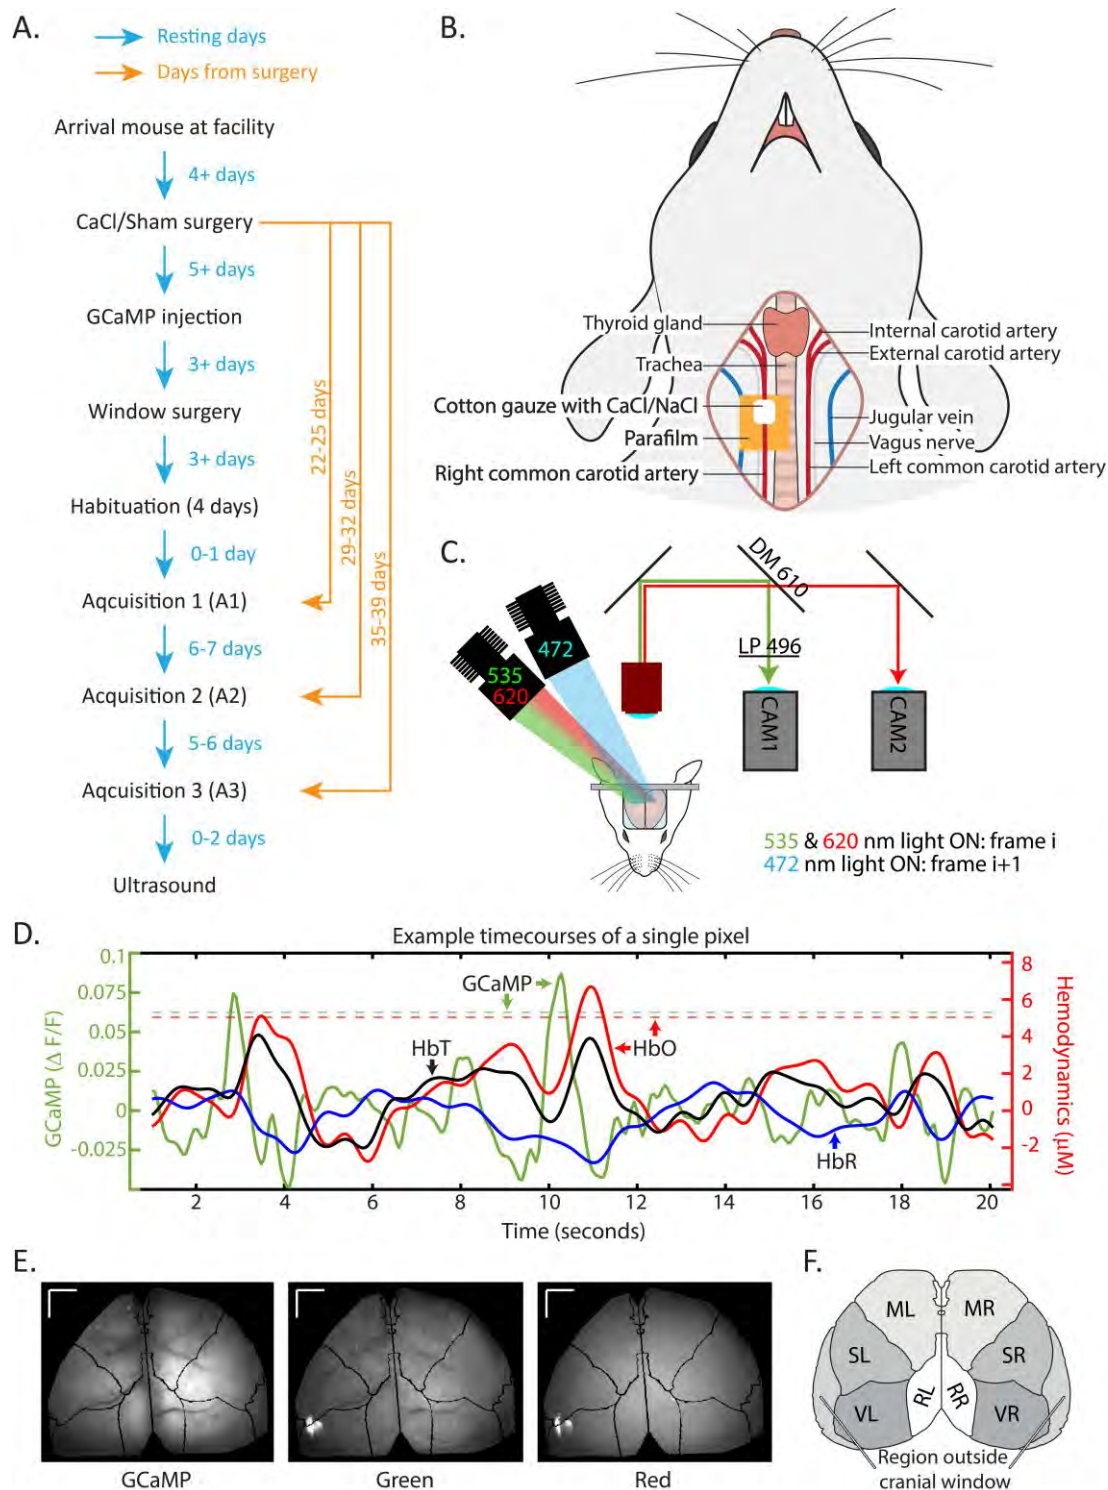 A.
Resting days
Days from surgery
Arrival mouse at facility
4+ days
CaCl/Sham surgery
5+ days
GCaMP injection
3+ days
Window surgery
3+ days
Habituation (4 days)
0-1 day
Aqcuisition 1 (A1)
6-7 days
Acquisition 2 (A2)
5-6 days
Aqcuisition 3 (A3)
0-2 days
Ultrasound
22-25 days
29-32 days
35-39 days
B.
Thyroid gland
Trachea
Cotton gauze with CaCl/NaCl
Parafilm
Right common carotid artery
Internal carotid artery
External carotid artery
Jugular vein
Vagus nerve
Left common carotid artery
C.
472
535
620
DM 610
LP 496
CAM1
CAM2
535 & 620 nm light ON: frame i
472 nm light ON: frame i+1
D.
Example timecourses of a single pixel
GCaMP (Δ F/F)
0.1
0.075
0.05
0.025
0
-0.025
GCaMP
HbT
HbO
HbR
8
6
4
2
0
-2
Hemodynamics (μM)
2
4
6
8
10
12
14
16
18
20
Time (seconds)
E.
GCaMP
Green
Red
F.
ML
MR
SL
SR
RL
RR
VL
VR
Region outside
cranial window